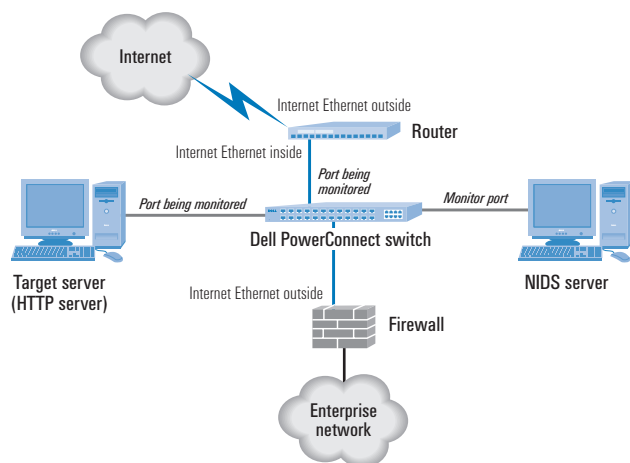 Internet
Internet Ethernet outside
Router
Internet Ethernet inside
Port being
monitored
Port being monitored
Monitor port
DELL
Dell PowerConnect switch
Target server
(HTTP server)
NIDS server
Internet Ethernet outside
Firewall
Enterprise
network